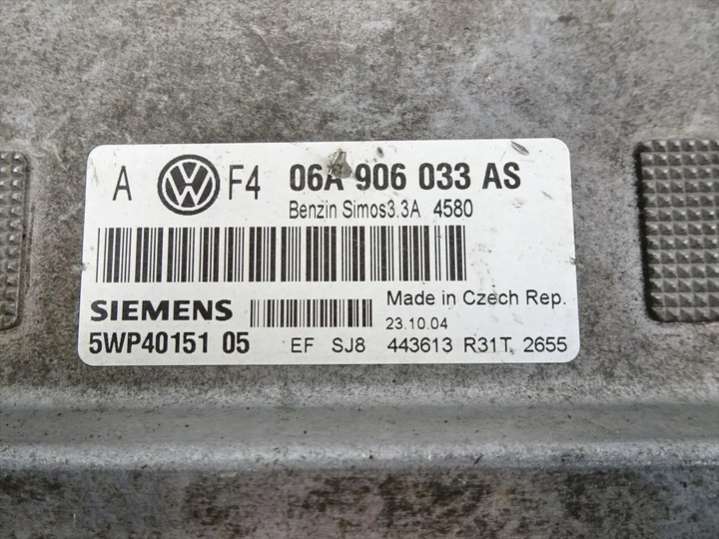 A VW F4 06A 906 033 AS
Benzin Simos3.3A 4580
SIEMENS Made in Czech Rep.
23.10.04
5WP40151 05 EF SJ8 443613 R31T 2655